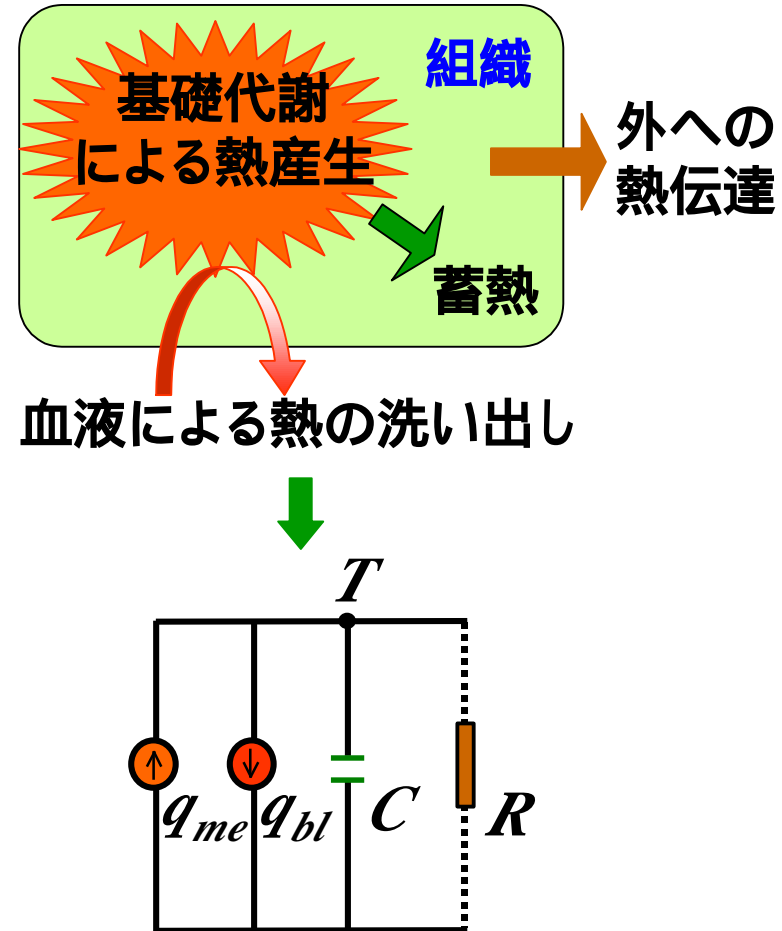 基礎代謝
による熱産生
組織
外への
熱伝達
蓄熱
血液による熱の洗い出し
T
q_me q_bl C R